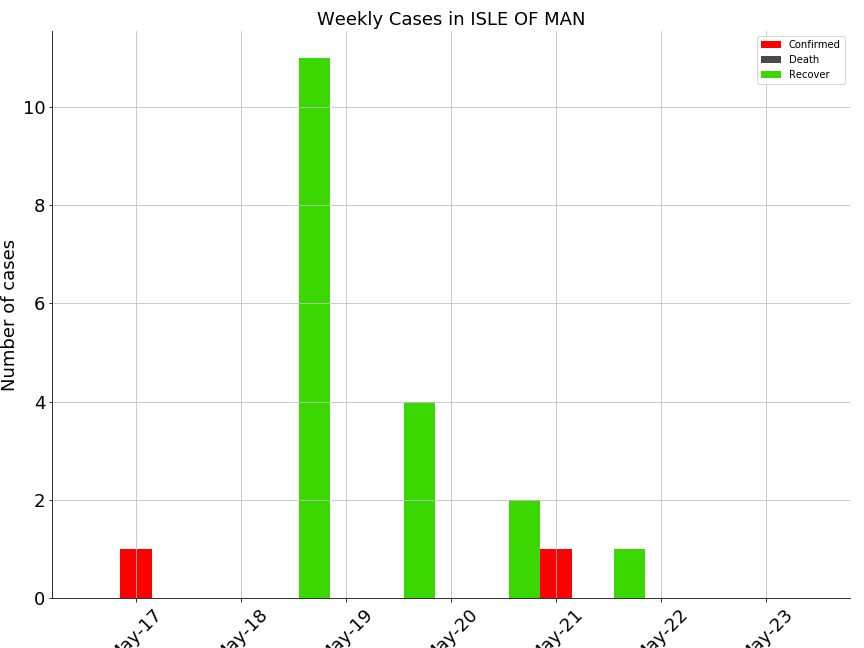 Weekly Cases in ISLE OF MAN
Confirmed
Death
Recover
Number of cases
10
8
6
4
2
0
May-17
May-18
May-19
May-20
May-21
May-22
May-23